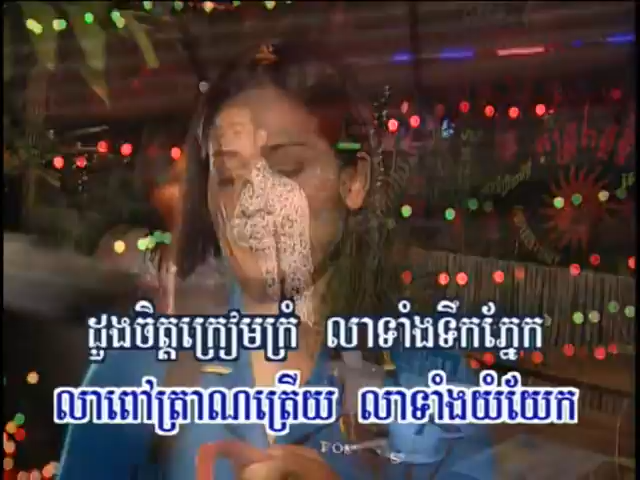 ដួងចិត្តក្រៀមក្រំ លាទាំងទឹកភ្នែក
លាពៅត្រាណត្រើយ លាទាំងយំយែក
FOR